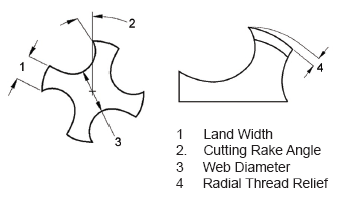 2
1
3
4
1 Land Width
2. Cutting Rake Angle
3 Web Diameter
4 Radial Thread Relief